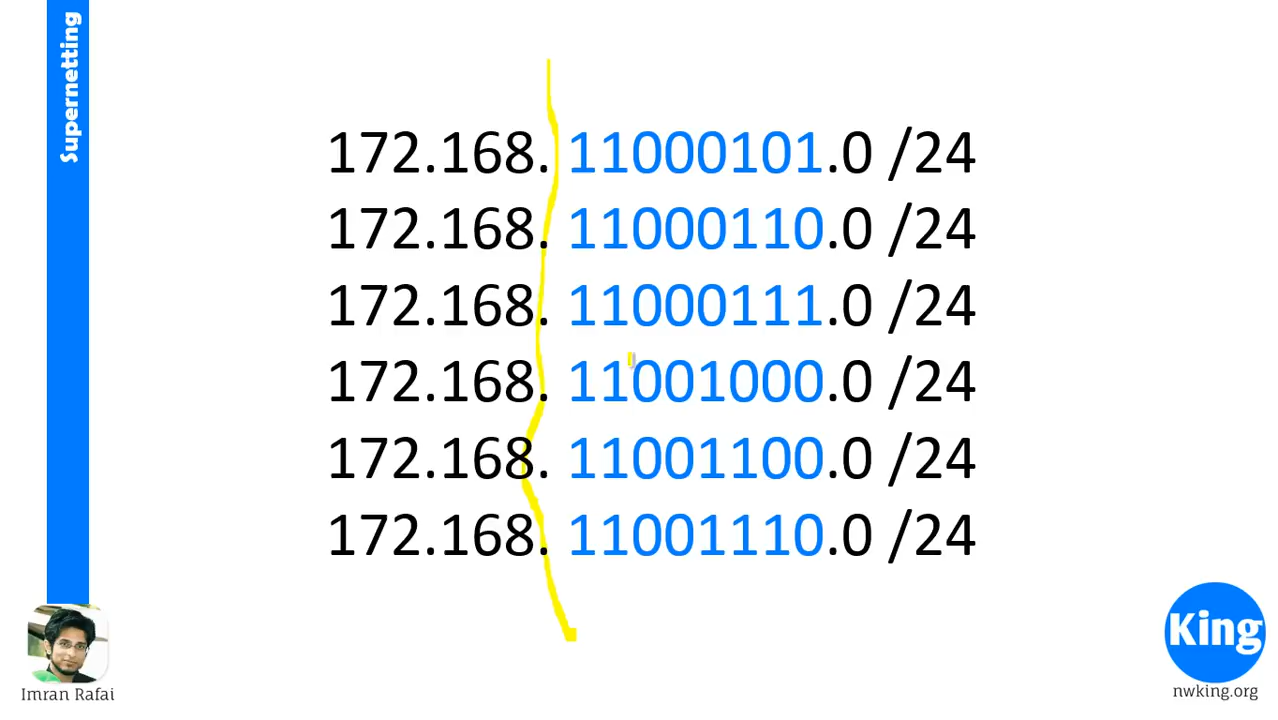 Supernetting
172.168. 11000101.0 /24
172.168. 11000110.0 /24
172.168. 11000111.0 /24
172.168. 11001000.0 /24
172.168. 11001100.0 /24
172.168. 11001110.0 /24
Imran Rafai
King
nwking.org